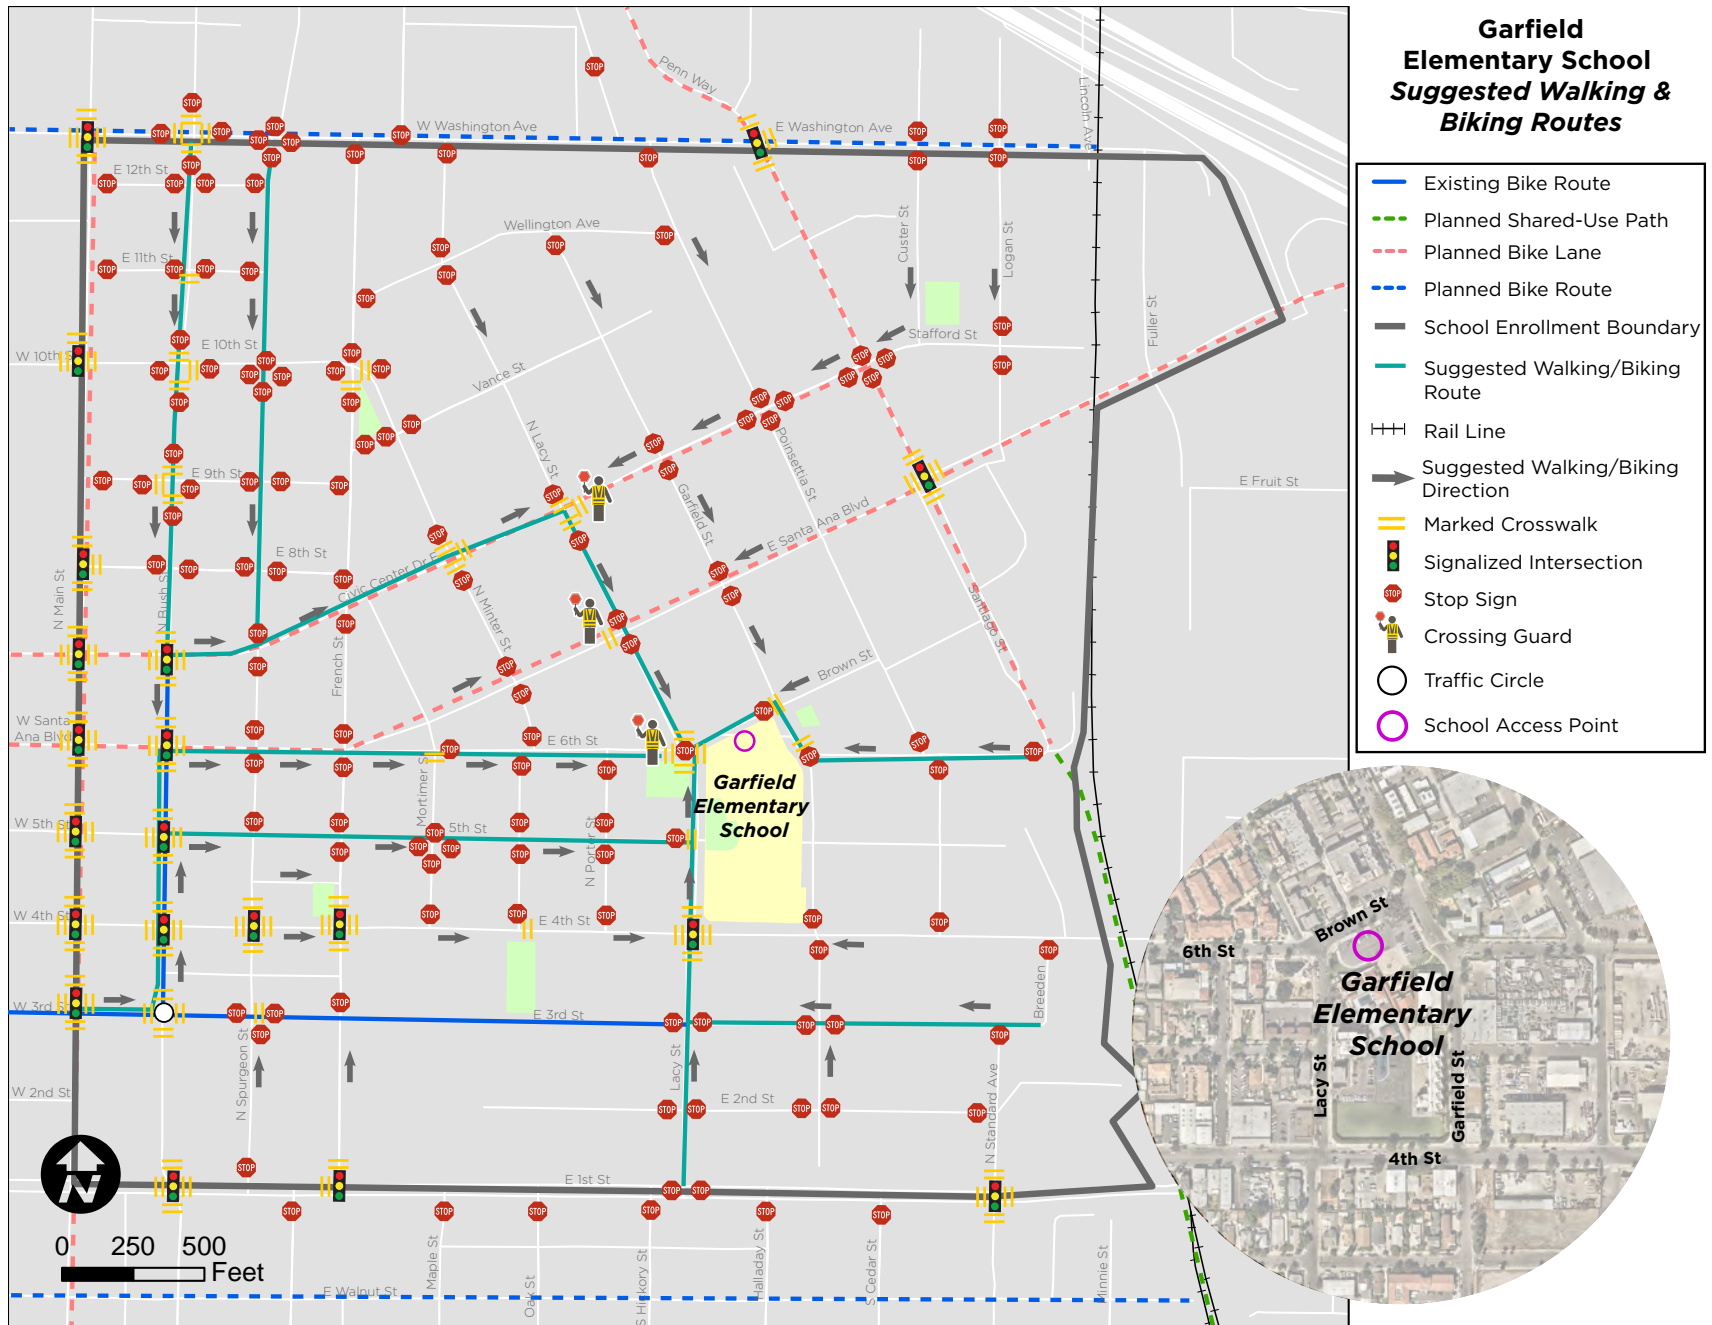 Garfield
Elementary School
Suggested Walking &
Biking Routes
Existing Bike Route
Planned Shared-Use Path
Planned Bike Lane
Planned Bike Route
School Enrollment Boundary
Suggested Walking/Biking
Route
Rail Line
Suggested Walking/Biking
Direction
Marked Crosswalk
Signalized Intersection
STOP
Stop Sign
Crossing Guard
Traffic Circle
School Access Point
Penn Way
Lincoln Ave
W Washington Ave
E Washington Ave
E 12th St
Wellington Ave
Custer St
Logan St
E 11th St
Fuller St
Stafford St
E 10th St
W 10th St
Vance St
N Lacy St
Poinsettia St
E 9th St
E Fruit St
Garfield St
E Santa Ana Blvd
E 8th St
Civic Center Dr E
N Main St
N Bush St
N Minter St
Santiago St
French St
Brown St
W Santa
Ana Blvd
E 6th St
Mortimer St
Garfield
Elementary
School
W 5th St
5th St
N Porter St
W 4th St
E 4th St
Breeden
W 3rd St
E 3rd St
N Spurgeon St
Lacy St
N Standard Ave
W 2nd St
E 2nd St
E 1st St
N
0 250 500
Feet
Maple St
Oak St
S Hickory St
Halladay St
S Cedar St
Minnie St
E Walnut St
Brown St
6th St
Garfield
Elementary
School
Lacy St
Garfield St
4th St